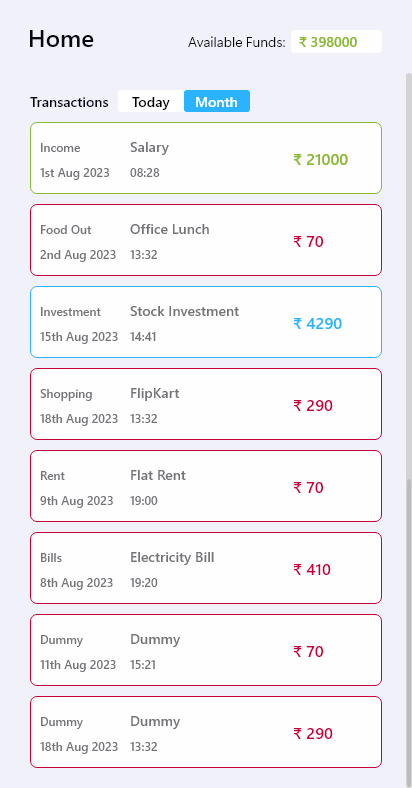 Home
Available Funds: ₹ 398000
Transactions Today Month
Income Salary ₹ 21000
1st Aug 2023 08:28
Food Out Office Lunch ₹ 70
2nd Aug 2023 13:32
Investment Stock Investment ₹ 4290
15th Aug 2023 14:41
Shopping FlipKart ₹ 290
18th Aug 2023 13:32
Rent Flat Rent ₹ 70
9th Aug 2023 19:00
Bills Electricity Bill ₹ 410
8th Aug 2023 19:20
Dummy Dummy ₹ 70
11th Aug 2023 15:21
Dummy Dummy ₹ 290
18th Aug 2023 13:32